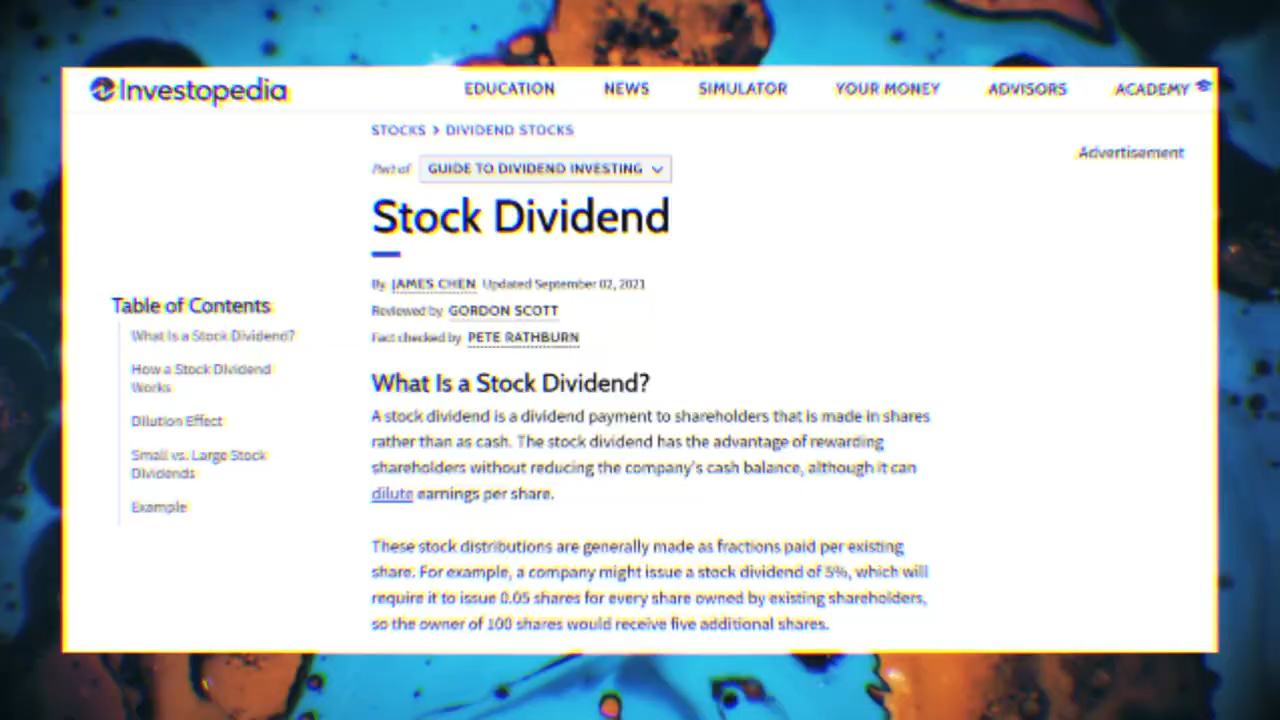 Investopedia
EDUCATION NEWS SIMULATOR YOUR MONEY ADVISORS ACADEMY
STOCKS > DIVIDEND STOCKS
Advertisement
Part of GUIDE TO DIVIDEND INVESTING
Stock Dividend
By JAMES CHEN Updated September 02, 2021
Reviewed by GORDON SCOTT
Fact checked by PETE RATHBURN
Table of Contents
What Is a Stock Dividend?
How a Stock Dividend
Works
Dilution Effect
Small vs. Large Stock
Dividends
Example
What Is a Stock Dividend?
A stock dividend is a dividend payment to shareholders that is made in shares
rather than as cash. The stock dividend has the advantage of rewarding
shareholders without reducing the company's cash balance, although it can
dilute earnings per share.
These stock distributions are generally made as fractions paid per existing
share. For example, a company might issue a stock dividend of 5%, which will
require it to issue 0.05 shares for every share owned by existing shareholders,
so the owner of 100 shares would receive five additional shares.